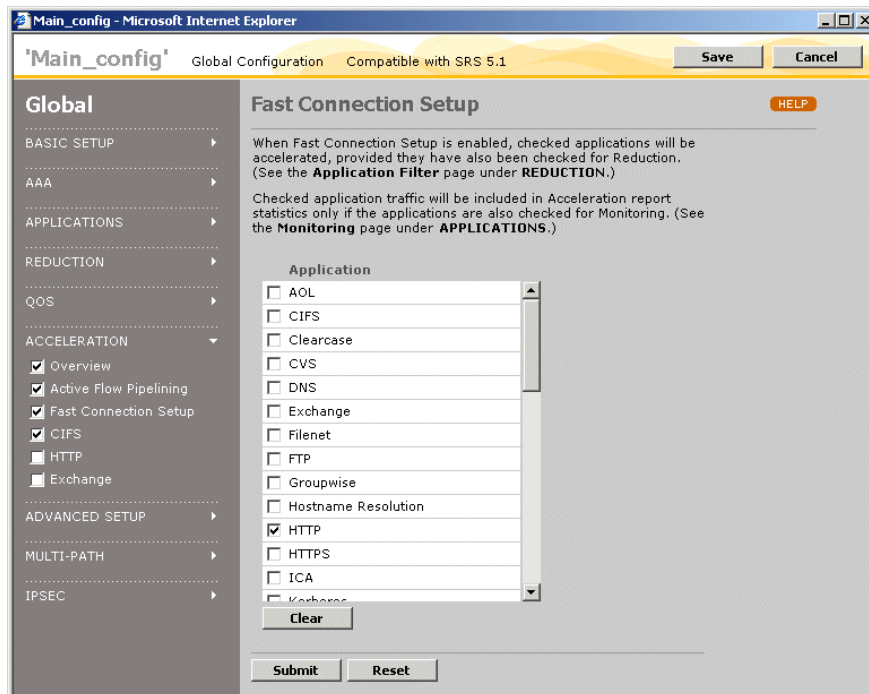 Main_config - Microsoft Internet Explorer
'Main_config' Global Configuration Compatible with SRS 5.1 Save Cancel
Global
BASIC SETUP
AAA
APPLICATIONS
REDUCTION
QOS
ACCELERATION
Overview
Active Flow Pipelining
Fast Connection Setup
CIFS
HTTP
Exchange
ADVANCED SETUP
MULTI-PATH
IPSEC
Fast Connection Setup HELP
When Fast Connection Setup is enabled, checked applications will be
accelerated, provided they have also been checked for Reduction.
(See the Application Filter page under REDUCTION.)
Checked application traffic will be included in Acceleration report
statistics only if the applications are also checked for Monitoring. (See
the Monitoring page under APPLICATIONS.)
Application
AOL
CIFS
Clearcase
CVS
DNS
Exchange
Filenet
FTP
Groupwise
Hostname Resolution
HTTP
HTTPS
ICA
Kerberos
Clear
Submit Reset